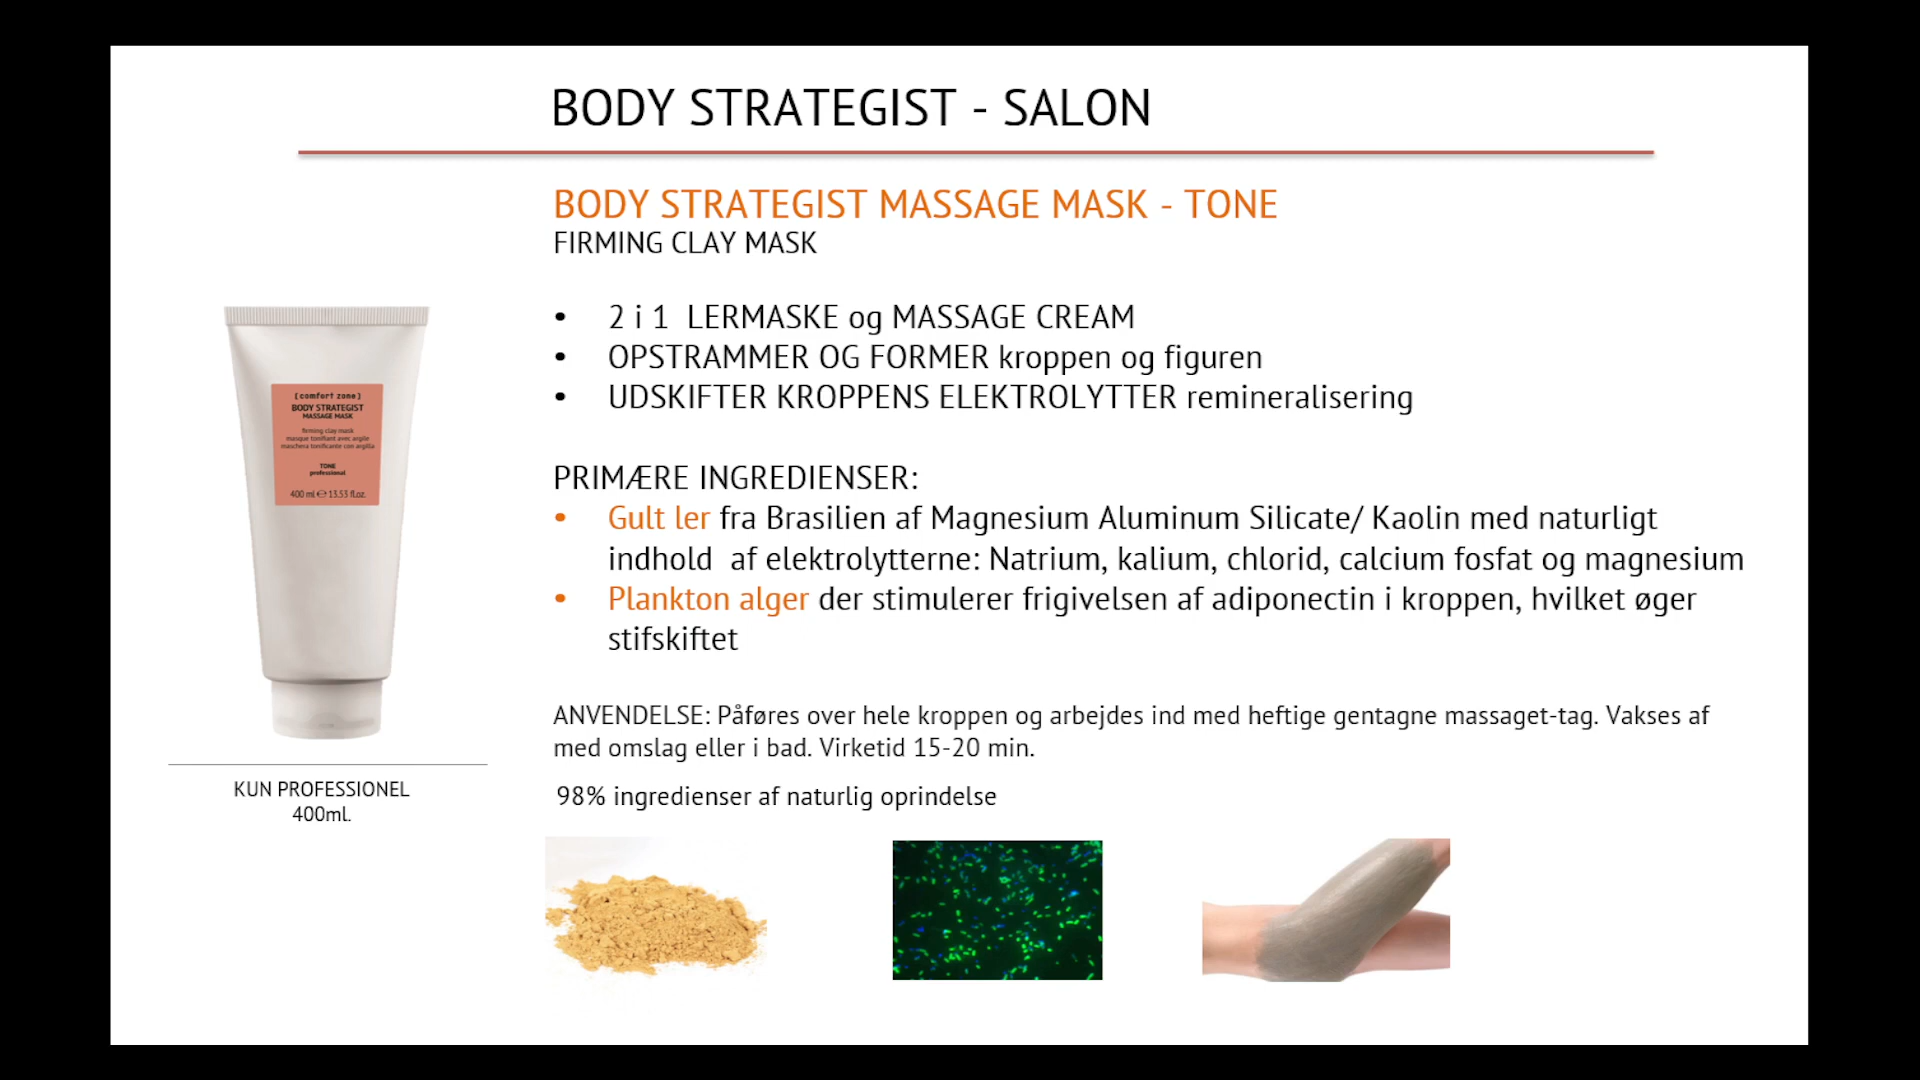 BODY STRATEGIST - SALON
BODY STRATEGIST MASSAGE MASK - TONE
FIRMING CLAY MASK
• 2 i 1 LERMASKE og MASSAGE CREAM
• OPSTRAMMER OG FORMER kroppen og figuren
• UDSKIFTER KROPPENS ELEKTROLYTTER remineralisering
PRIMÆRE INGREDIENSER:
• Gult ler fra Brasilien af Magnesium Aluminum Silicate/ Kaolin med naturligt
indhold af elektrolytterne: Natrium, kalium, chlorid, calcium fosfat og magnesium
• Plankton alger der stimulerer frigivelsen af adiponectin i kroppen, hvilket øger
stifskiftet
ANVENDELSE: Påføres over hele kroppen og arbejdes ind med heftige gentagne massaget-tag. Vakses af
med omslag eller i bad. Virketid 15-20 min.
98% ingredienser af naturlig oprindelse
[ comfort zone ]
BODY STRATEGIST
MASSAGE MASK
firming clay mask
masque tonifiant avec argile
maschera tonificante con argilla
TONE
professional
400 ml ℮ 13.53 fl.oz.
KUN PROFESSIONEL
400ml.